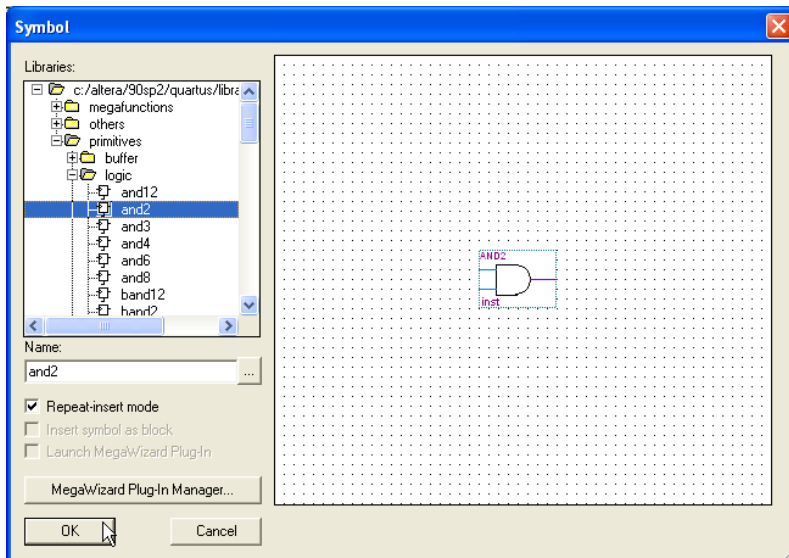 Symbol
Libraries:
c:/altera/90sp2/quartus/libra
megafunctions
others
primitives
buffer
logic
and12
and2
and3
and4
and6
and8
band12
band2
Name:
and2
...
Repeat-insert mode
Insert symbol as block
Launch MegaWizard Plug-In
MegaWizard Plug-In Manager...
OK
Cancel
AND2
inst